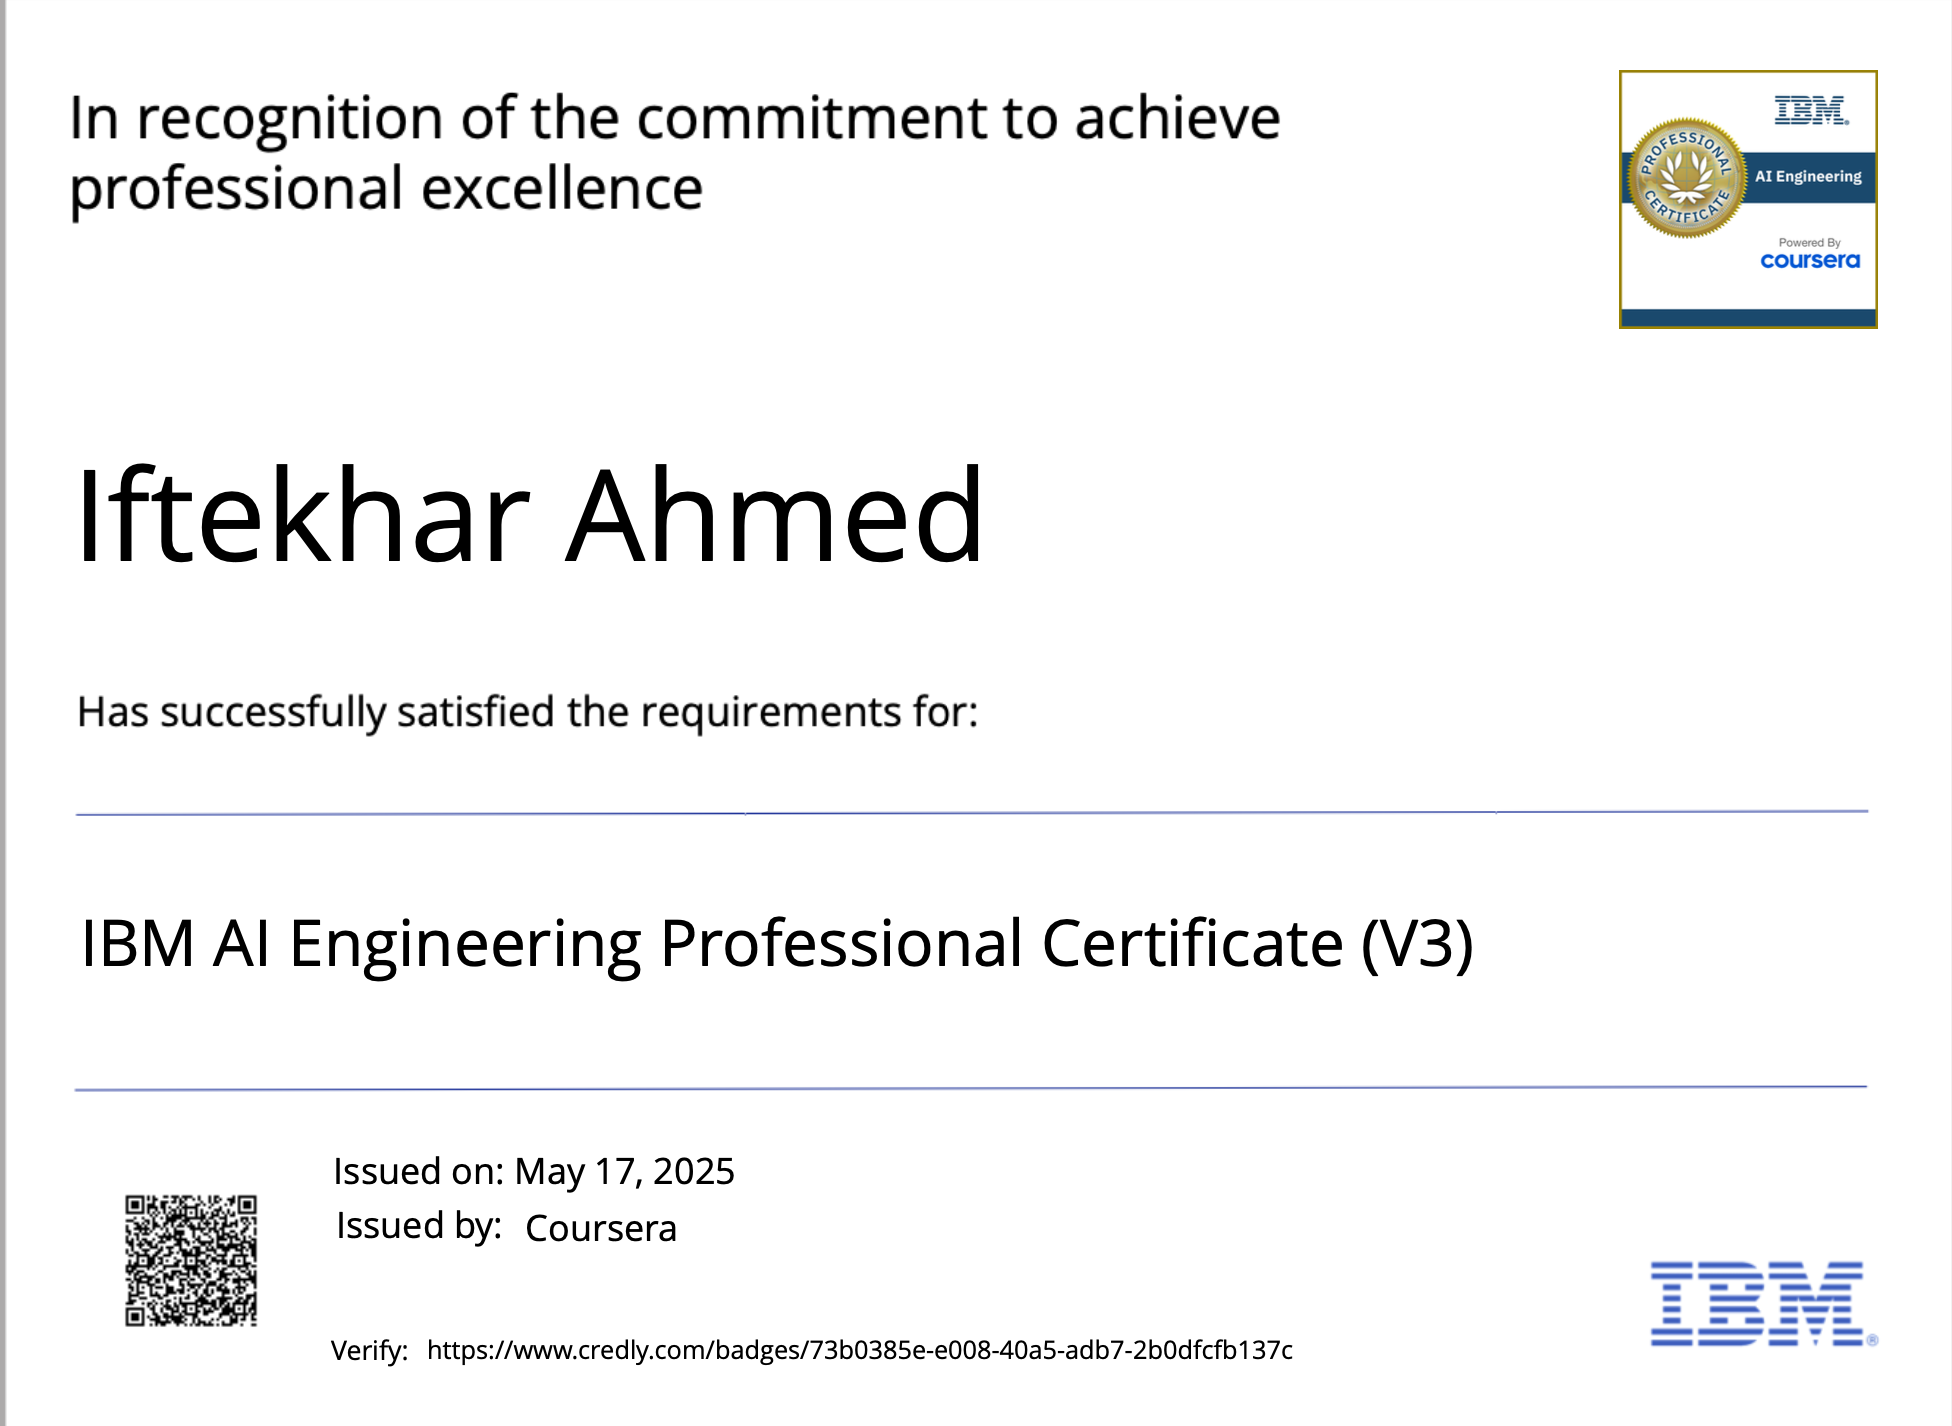 In recognition of the commitment to achieve
professional excellence
IBM
PROFESSIONAL CERTIFICATE
AI Engineering
Powered By
coursera
Iftekhar Ahmed
Has successfully satisfied the requirements for:
IBM AI Engineering Professional Certificate (V3)
Issued on: May 17, 2025
Issued by: Coursera
Verify: https://www.credly.com/badges/73b0385e-e008-40a5-adb7-2b0dfcfb137c
IBM®